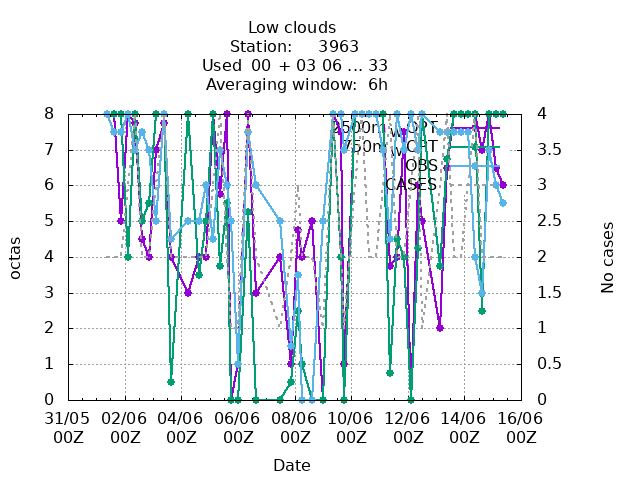 Low clouds
Station: 3963
Used 00 + 03 06 ... 33
Averaging window: 6h
8 4
7 3.5
6 3
5 2.5
4 2
3 1.5
2 1
1 0.5
0 0
2500m_WOPT
750m_WOPT
OBS
CASES
octas
No cases
31/05 02/06 04/06 06/06 08/06 10/06 12/06 14/06 16/06
00Z 00Z 00Z 00Z 00Z 00Z 00Z 00Z 00Z
Date